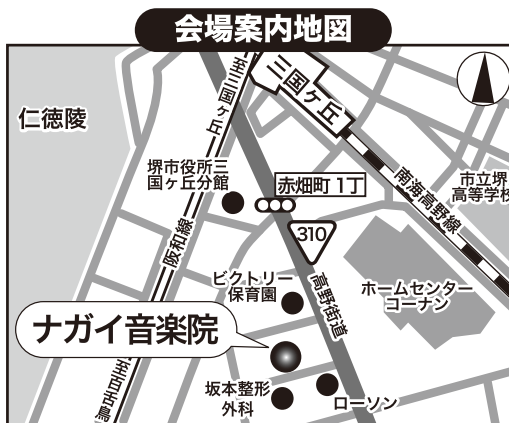 会場案内地図
至三国ヶ丘
三国ヶ丘
仁徳陵
堺市役所三
国ヶ丘分館
赤畑町 1丁
南海高野線
市立堺
高等学校
阪和線
310
ビクトリー
保育園
高野街道
ホームセンター
コーナン
ナガイ音楽院
至百舌鳥
坂本整形
外科
ローソン